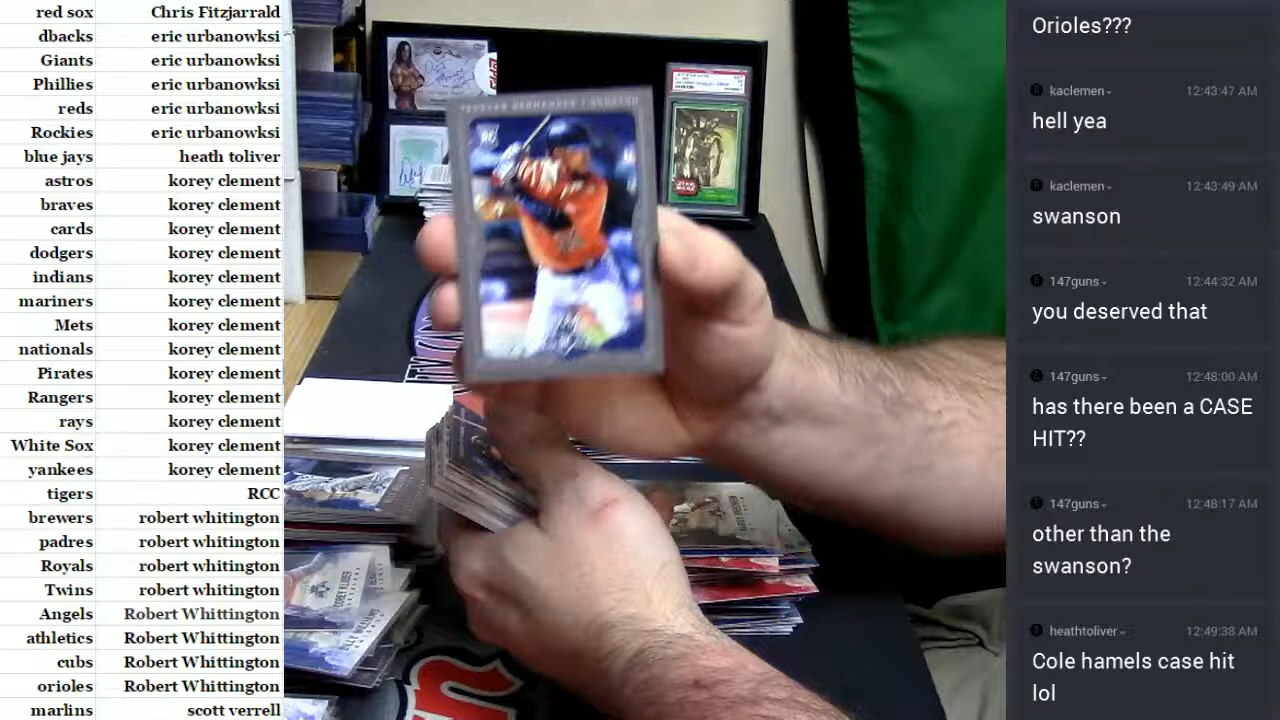 red sox Chris Fitzjarrald
dbacks eric urbanowksi
Giants eric urbanowksi
Phillies eric urbanowksi
reds eric urbanowksi
Rockies eric urbanowksi
blue jays heath toliver
astros korey clement
braves korey clement
cards korey clement
dodgers korey clement
indians korey clement
mariners korey clement
Mets korey clement
nationals korey clement
Pirates korey clement
Rangers korey clement
rays korey clement
White Sox korey clement
yankees korey clement
tigers RCC
brewers robert whitington
padres robert whitington
Royals robert whitington
Twins robert whitington
Angels Robert Whittington
athletics Robert Whittington
cubs Robert Whittington
orioles Robert Whittington
marlins scott verrell
RC
STAR
WARS
COREY KLUBER
Orioles???
kaclemen 12:43:47 AM
hell yea
kaclemen 12:43:49 AM
swanson
147guns 12:44:32 AM
you deserved that
147guns 12:48:00 AM
has there been a CASE
HIT??
147guns 12:48:17 AM
other than the
swanson?
heathtoliver 12:49:38 AM
Cole hamels case hit
lol